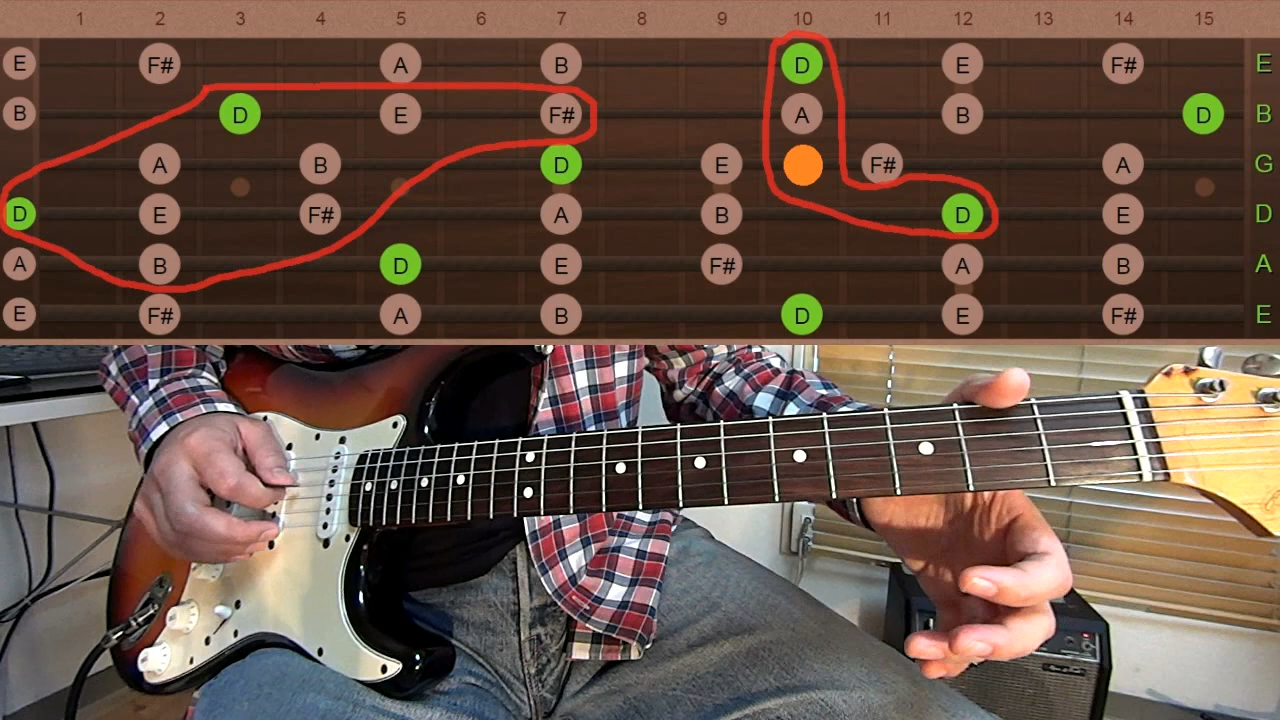 1 2 3 4 5 6 7 8 9 10 11 12 13 14 15
E F# A B D E F# E
B D E F# A B D B
A B D E F# A G
D E F# A B D E D
A B D E F# A B A
E F# A B D E F# E